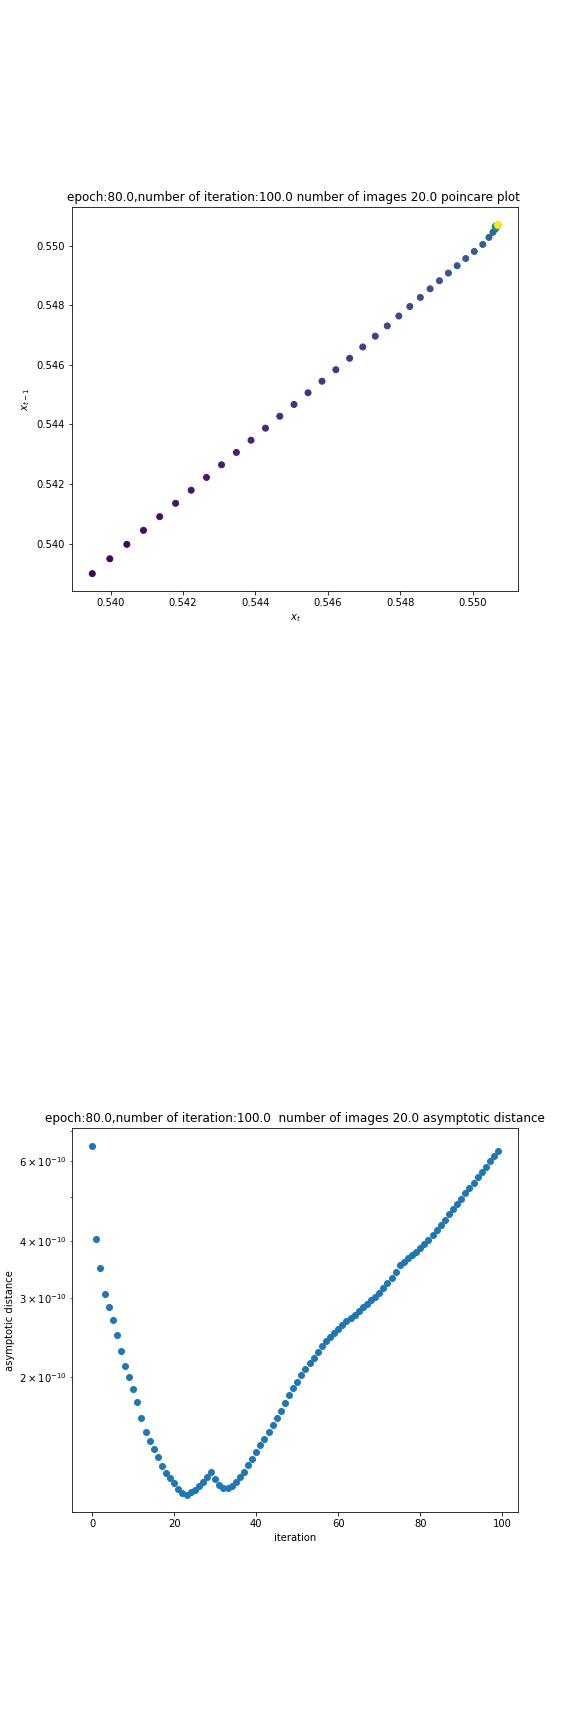 epoch:80.0,number of iteration:100.0 number of images 20.0 poincare plot
0.550
0.548
0.546
0.544
0.542
0.540
x_{t-1}
0.540 0.542 0.544 0.546 0.548 0.550
x_t
epoch:80.0,number of iteration:100.0  number of images 20.0 asymptotic distance
6 × 10⁻¹⁰
4 × 10⁻¹⁰
3 × 10⁻¹⁰
2 × 10⁻¹⁰
asymptotic distance
0 20 40 60 80 100
iteration